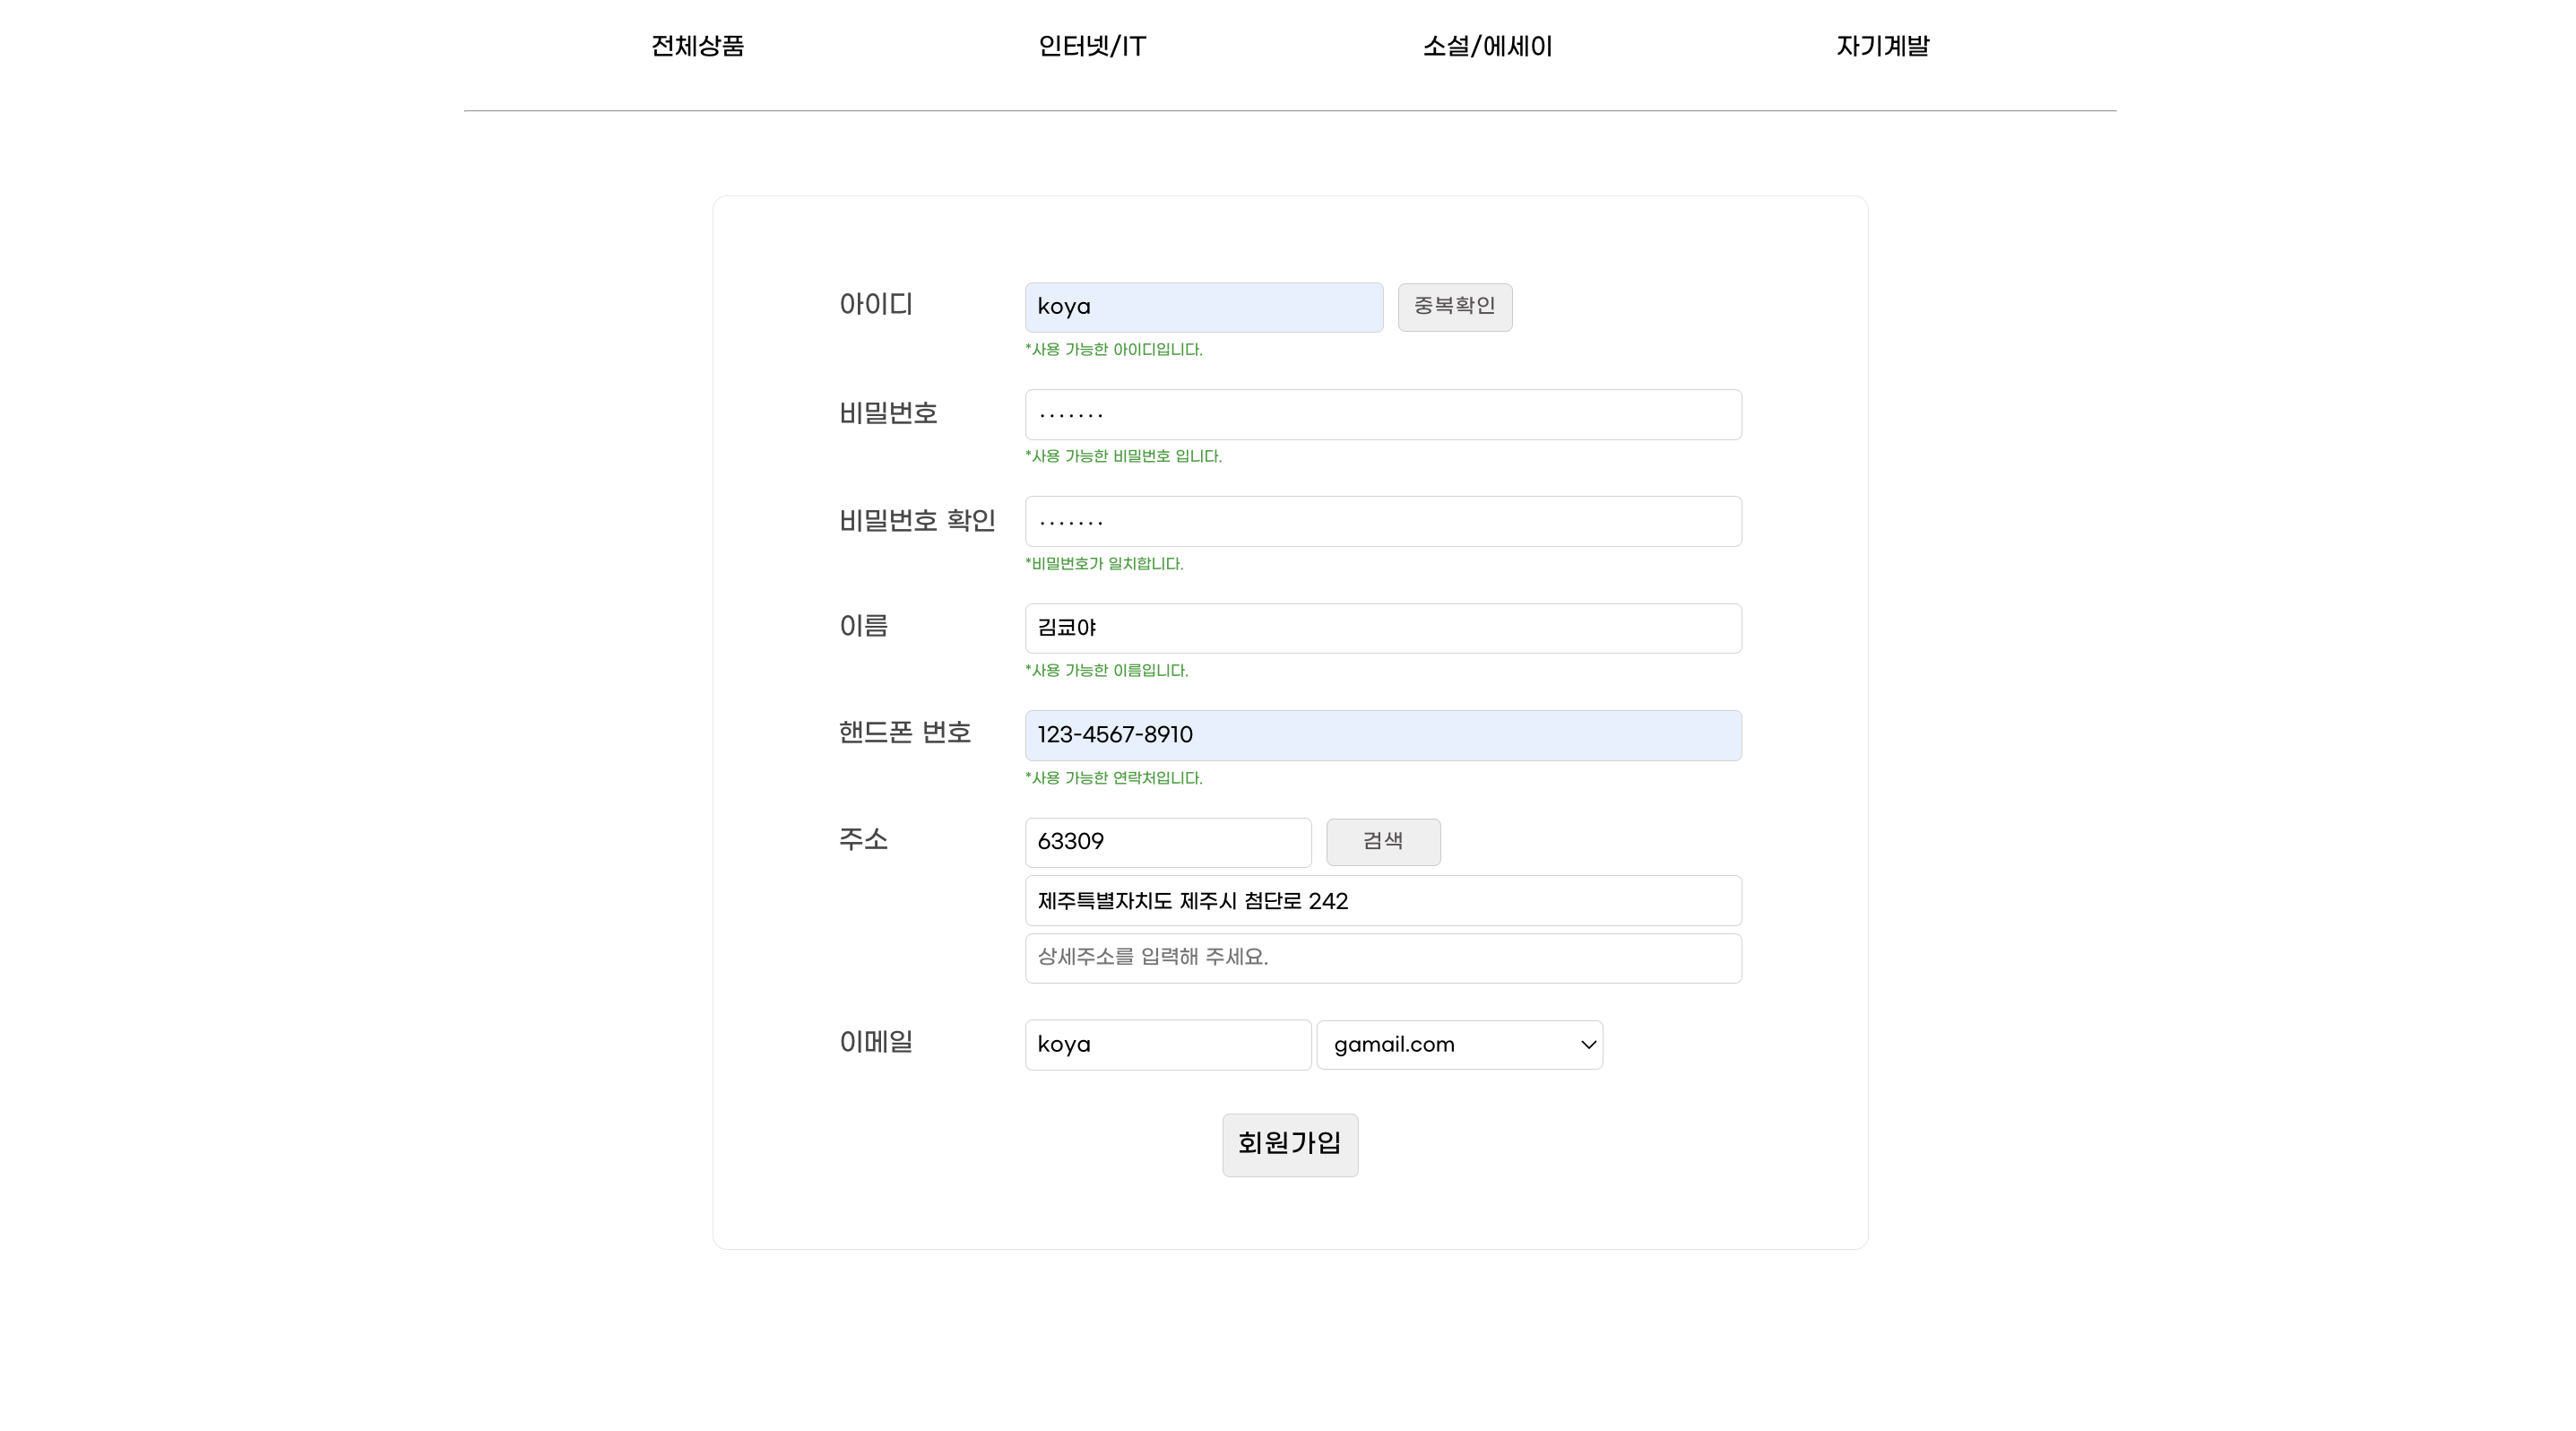 전체상품 인터넷/IT 소설/에세이 자기계발
아이디 koya 중복확인
*사용 가능한 아이디입니다.
비밀번호 ·······
*사용 가능한 비밀번호 입니다.
비밀번호 확인 ·······
*비밀번호가 일치합니다.
이름 김쿄야
*사용 가능한 이름입니다.
핸드폰 번호 123-4567-8910
*사용 가능한 연락처입니다.
주소 63309 검색
제주특별자치도 제주시 첨단로 242
상세주소를 입력해 주세요.
이메일 koya gamail.com
회원가입